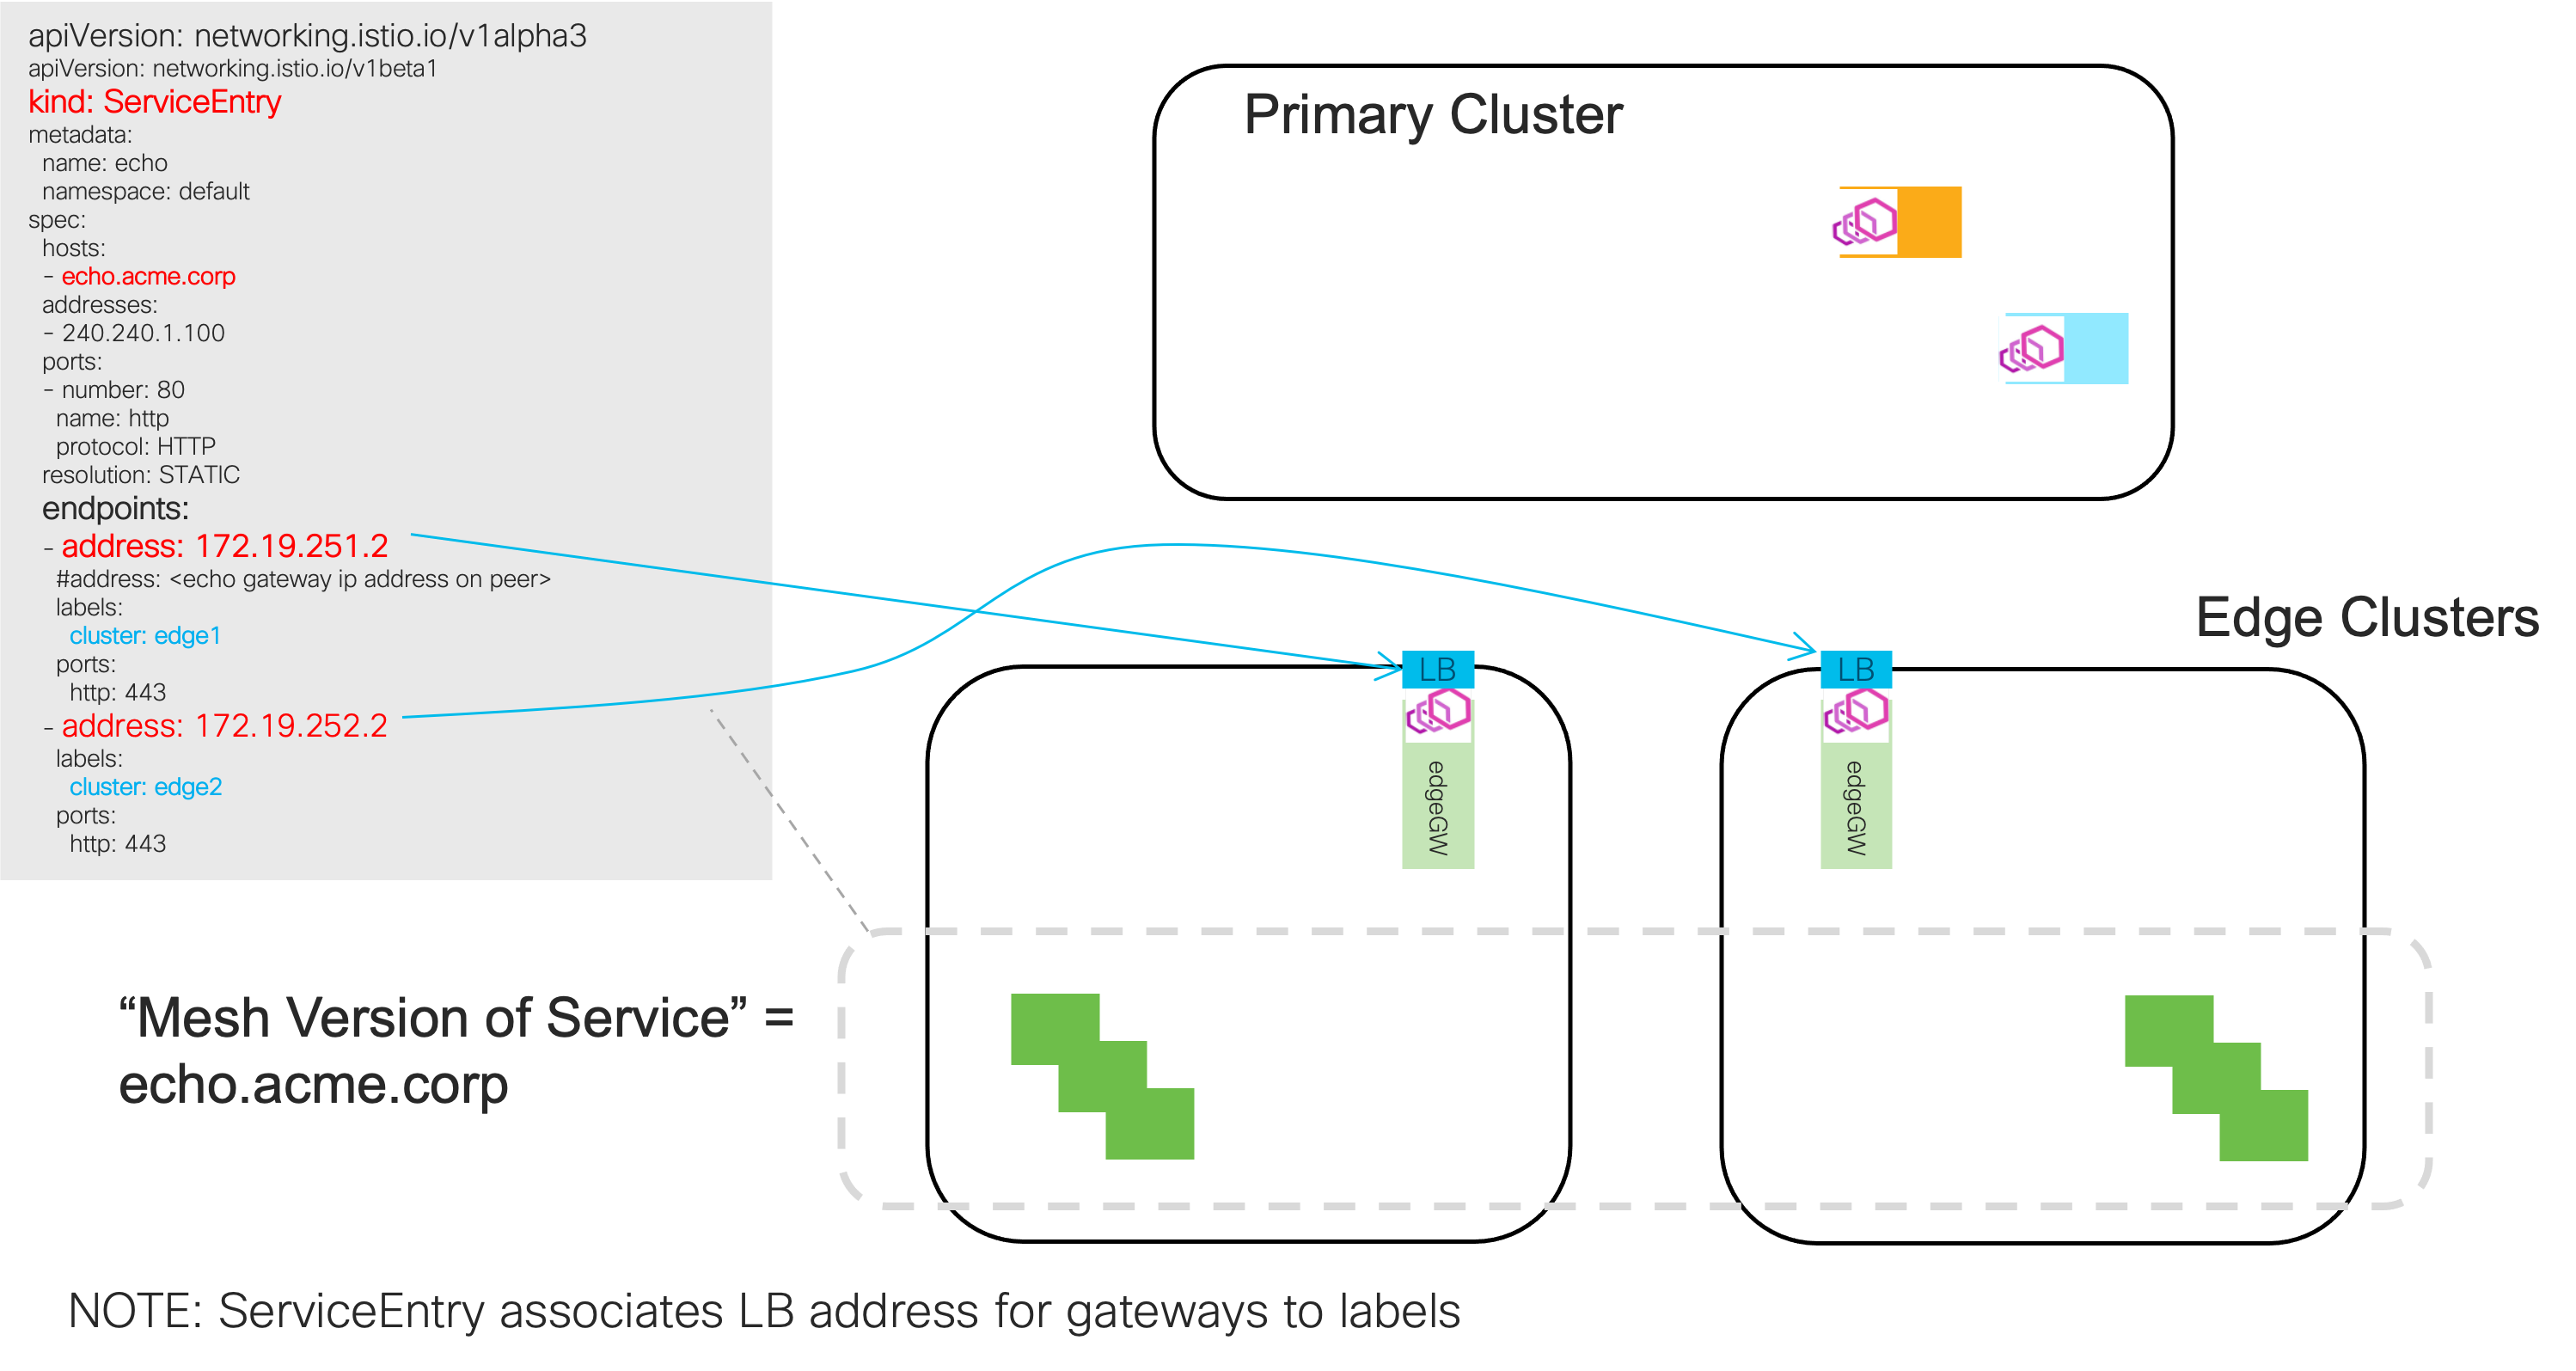 apiVersion: networking.istio.io/v1alpha3
apiVersion: networking.istio.io/v1beta1
kind: ServiceEntry
metadata:
  name: echo
  namespace: default
spec:
  hosts:
  - echo.acme.corp
  addresses:
  - 240.240.1.100
  ports:
  - number: 80
    name: http
    protocol: HTTP
  resolution: STATIC
  endpoints:
  - address: 172.19.251.2
    #address: <echo gateway ip address on peer>
    labels:
      cluster: edge1
    ports:
      http: 443
  - address: 172.19.252.2
    labels:
      cluster: edge2
    ports:
      http: 443
Primary Cluster
Edge Clusters
LB
edgeGW
LB
edgeGW
“Mesh Version of Service” =
echo.acme.corp
NOTE: ServiceEntry associates LB address for gateways to labels